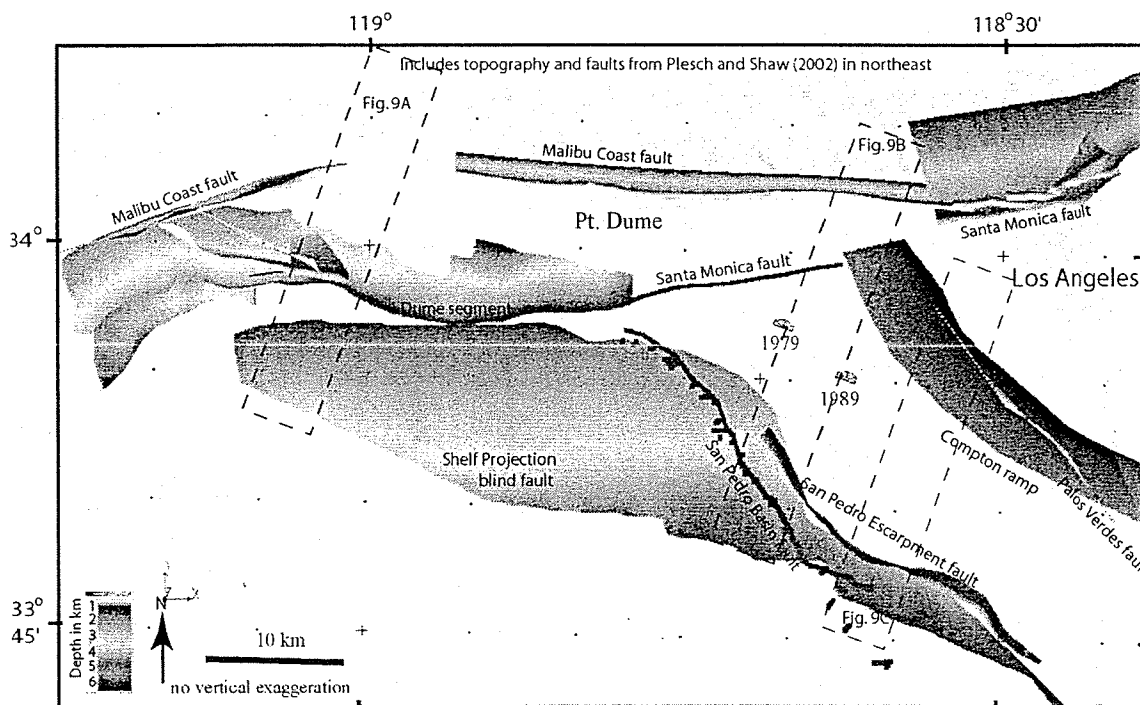 119°
118°30'
Includes topography and faults from Plesch and Shaw (2002) in northeast
Fig.9A
Fig.9B
Malibu Coast fault
Malibu Coast fault
Pt. Dume
Santa Monica fault
34°
Santa Monica fault
Los Angeles
Dume segment
1979
1989
Shelf Projection
blind fault
San Pedro Basin fault
Compton ramp
San Pedro Escarpment fault
Palos Verdes faul
33°
45'
Depth in km
1
2
3
4
5
6
Z
x
N
10 km
Fig.9C
no vertical exaggeration